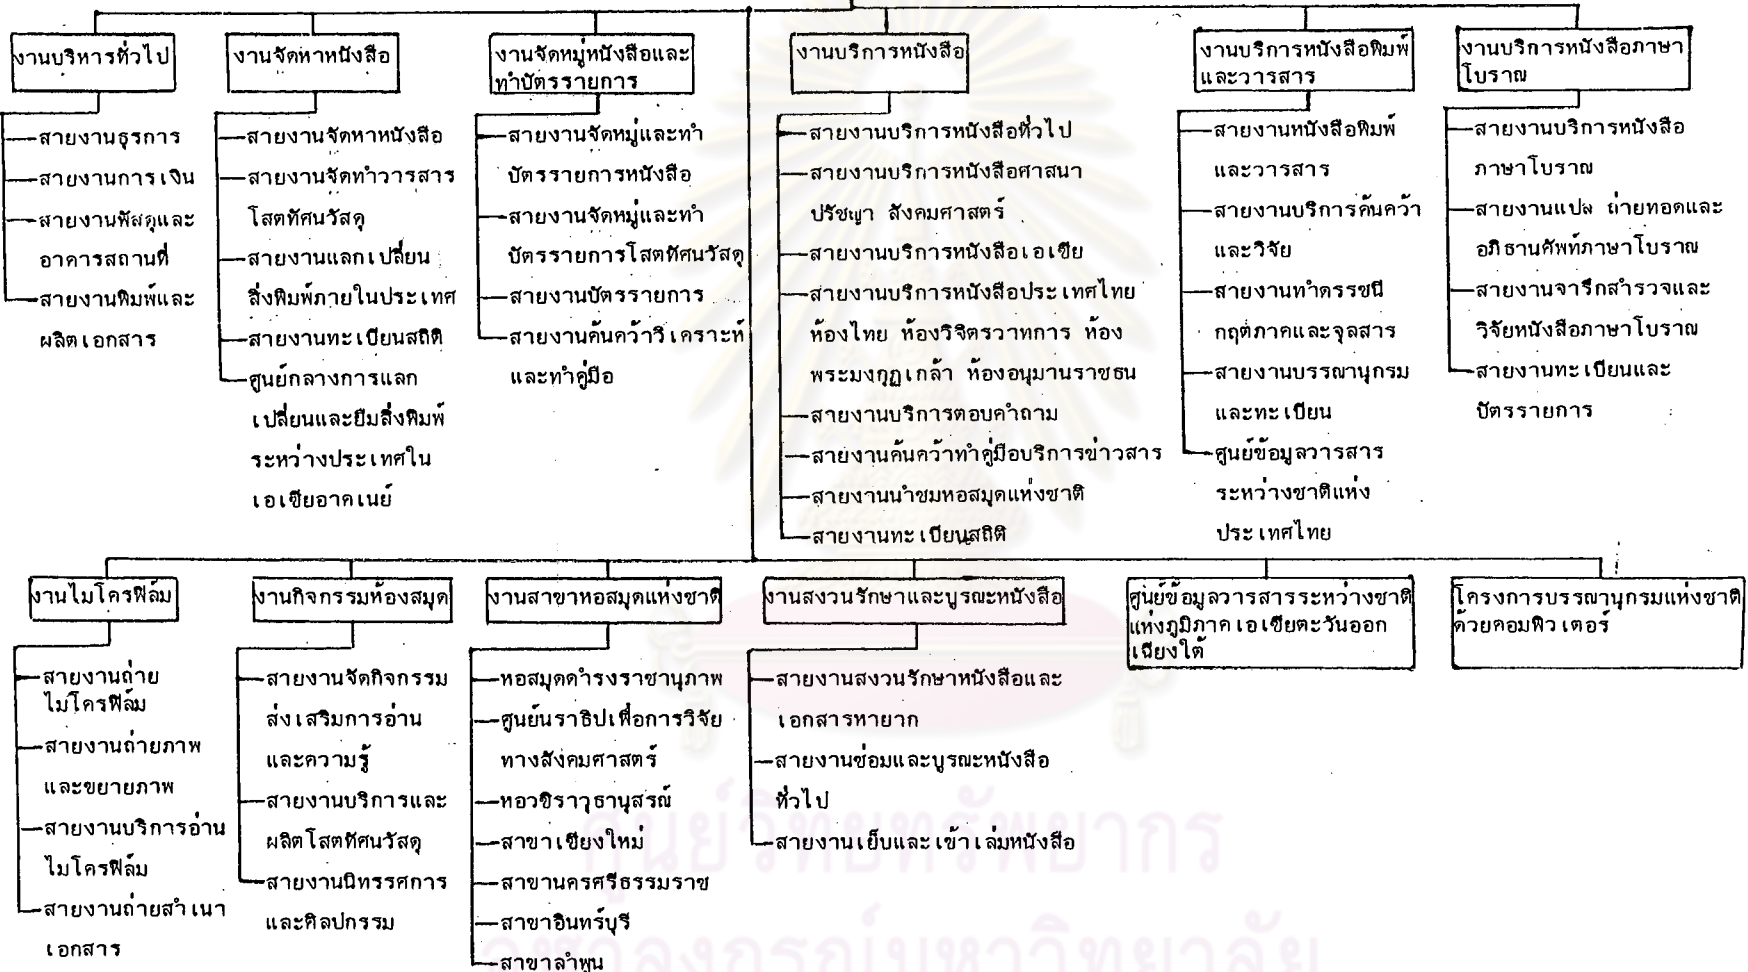 งานบริหารทั่วไป
สายงานธุรการ
สายงานการเงิน
สายงานพัสดุและ
อาคารสถานที่
สายงานพิมพ์และ
ผลิตเอกสาร
งานจัดหาหนังสือ
สายงานจัดหาหนังสือ
สายงานจัดทำวารสาร
โสตทัศนวัสดุ
สายงานแลกเปลี่ยน
สิ่งพิมพ์ภายในประเทศ
สายงานทะเบียนสถิติ
ศูนย์กลางการแลก
เปลี่ยนและยืมสิ่งพิมพ์
ระหว่างประเทศใน
เอเซียอาคเนย์
งานจัดหมู่หนังสือและ
ทำบัตรรายการ
สายงานจัดหมู่และทำ
บัตรรายการหนังสือ
สายงานจัดหมู่และทำ
บัตรรายการโสตทัศนวัสดุ
สายงานบัตรรายการ
สายงานค้นคว้าวิเคราะห์
และทำคู่มือ
งานบริการหนังสือ
สายงานบริการหนังสือทั่วไป
สายงานบริการหนังสือศาสนา
ปรัชญา สังคมศาสตร์
สายงานบริการหนังสือเอเซีย
สายงานบริการหนังสือประเทศไทย
ห้องไทย ห้องวิจิตรวาทการ ห้อง
พระมงกุฏเกล้า ห้องอนุมานราชธน
สายงานบริการตอบคำถาม
สายงานค้นคว้าทำคู่มือบริการข่าวสาร
สายงานนำชมหอสมุดแห่งชาติ
สายงานทะเบียนสถิติ
งานบริการหนังสือพิมพ์
และวารสาร
สายงานหนังสือพิมพ์
และวารสาร
สายงานบริการค้นคว้า
และวิจัย
สายงานทำดรรชนี
กฤตภาคและจุลสาร
สายงานบรรณานุกรม
และทะเบียน
ศูนย์ข้อมูลวารสาร
ระหว่างชาติแห่ง
ประเทศไทย
งานบริการหนังสือภาษา
โบราณ
สายงานบริการหนังสือ
ภาษาโบราณ
สายงานแปล ถ่ายทอดและ
อภิธานศัพท์ภาษาโบราณ
สายงานจารึกสำรวจและ
วิจัยหนังสือภาษาโบราณ
สายงานทะเบียนและ
บัตรรายการ
งานไมโครฟิล์ม
สายงานถ่าย
ไมโครฟิล์ม
สายงานถ่ายภาพ
และขยายภาพ
สายงานบริการอ่าน
ไมโครฟิล์ม
สายงานถ่ายสำเนา
เอกสาร
งานกิจกรรมห้องสมุด
สายงานจัดกิจกรรม
ส่งเสริมการอ่าน
และความรู้
สายงานบริการและ
ผลิตโสตทัศนวัสดุ
สายงานนิทรรศการ
และศิลปกรรม
งานสาขาหอสมุดแห่งชาติ
หอสมุดดำรงราชานุภาพ
ศูนย์นราธิปเพื่อการวิจัย
ทางสังคมศาสตร์
หอวชิราวุธานุสรณ์
สาขาเชียงใหม่
สาขานครศรีธรรมราช
สาขาอินทร์บุรี
สาขาลำพูน
งานสงวนรักษาและบูรณะหนังสือ
สายงานสงวนรักษาหนังสือและ
เอกสารหายาก
สายงานซ่อมและบูรณะหนังสือ
ทั่วไป
สายงานเย็บและเข้าเล่มหนังสือ
ศูนย์ข้อมูลวารสารระหว่างชาติ
แห่งภูมิภาคเอเซียตะวันออก
เฉียงใต้
โครงการบรรณานุกรมแห่งชาติ
ด้วยคอมพิวเตอร์
ศูนย์วิทยทรัพยากร
จุฬาลงกรณ์มหาวิทยาลัย